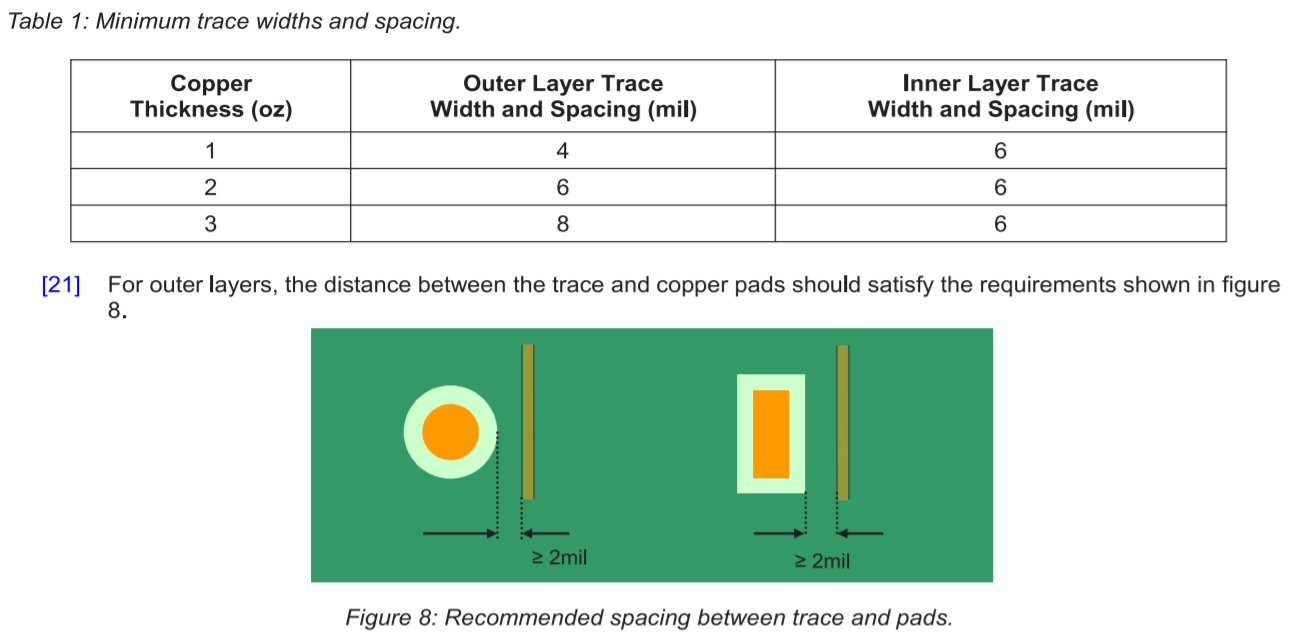 Table 1: Minimum trace widths and spacing.
Copper Thickness (oz) Outer Layer Trace Width and Spacing (mil) Inner Layer Trace Width and Spacing (mil)
1 4 6
2 6 6
3 8 6
[21] For outer layers, the distance between the trace and copper pads should satisfy the requirements shown in figure
8.
≥ 2mil ≥ 2mil
Figure 8: Recommended spacing between trace and pads.